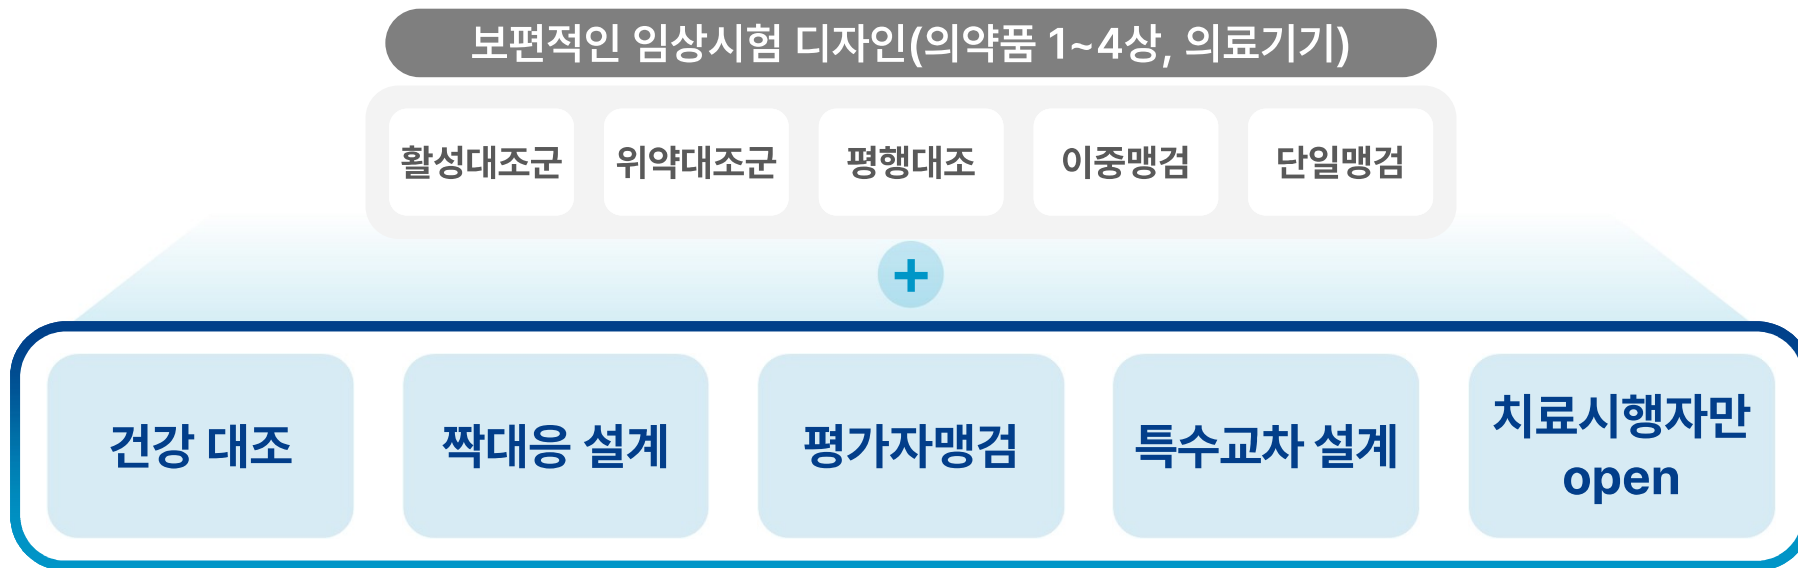 보편적인 임상시험 디자인(의약품 1~4상, 의료기기)
활성대조군 위약대조군 평행대조 이중맹검 단일맹검
+
건강 대조 짝대응 설계 평가자맹검 특수교차 설계 치료시행자만
open